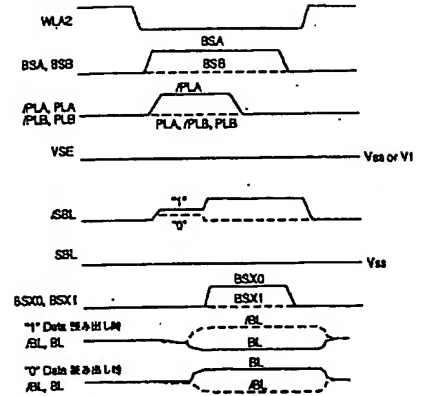 WLA2
BSA
BSA, BSB
BSB
/PLA
/PLA, PLA
/PLB, PLB
PLA, /PLB, PLB
VSE
Vss or V1
"1"
/SBL
"0"
SBL
Vss
BSX0
BSX0, BSX1
BSX1
"1" Data 読み出し時
/BL
/BL, BL
BL
"0" Data 読み出し時
BL
/BL, BL
/BL